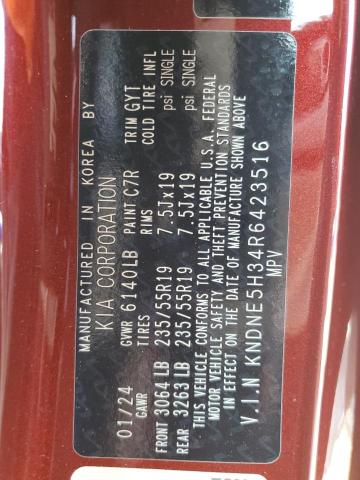 MANUFACTURED IN KOREA BY
KIA CORPORATION
01/24 GVWR 6140LB PAINT C7R TRIM GYT
GAWR TIRES RIMS COLD TIRE INFL
FRONT 3064 LB 235/55R19 7.5Jx19 psi SINGLE
REAR 3263 LB 235/55R19 7.5Jx19 psi SINGLE
THIS VEHICLE CONFORMS TO ALL APPLICABLE U.S.A. FEDERAL
MOTOR VEHICLE SAFETY AND THEFT PREVENTION STANDARDS
IN EFFECT ON THE DATE OF MANUFACTURE SHOWN ABOVE
V.I.N KNDNE5H34R6423516
MPV